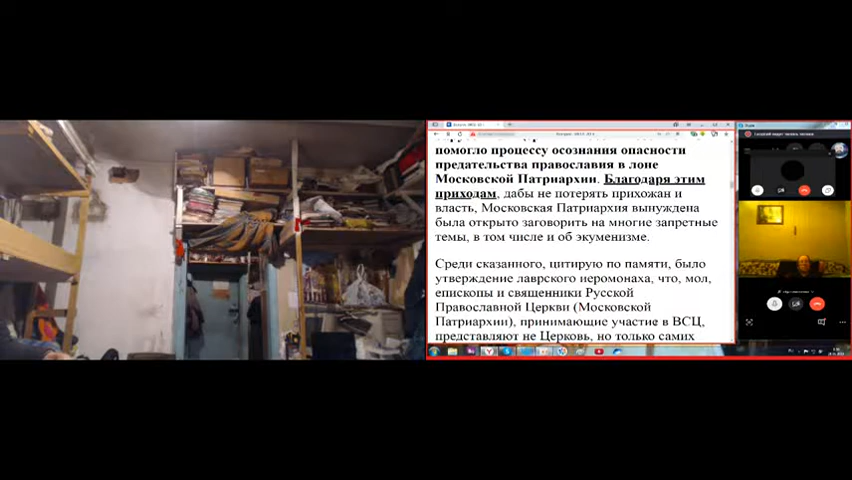 помогло процессу осознания опасности
предательства православия в лоне
Московской Патриархии. Благодаря этим
приходам, дабы не потерять прихожан и
власть, Московская Патриархия вынуждена
была открыто заговорить на многие запретные
темы, в том числе и об экуменизме.
Среди сказанного, цитирую по памяти, было
утверждение лаврского иеромонаха, что, мол,
епископы и священники Русской
Православной Церкви (Московской
Патриархии), принимающие участие в ВСЦ,
представляют не Церковь, но только самих